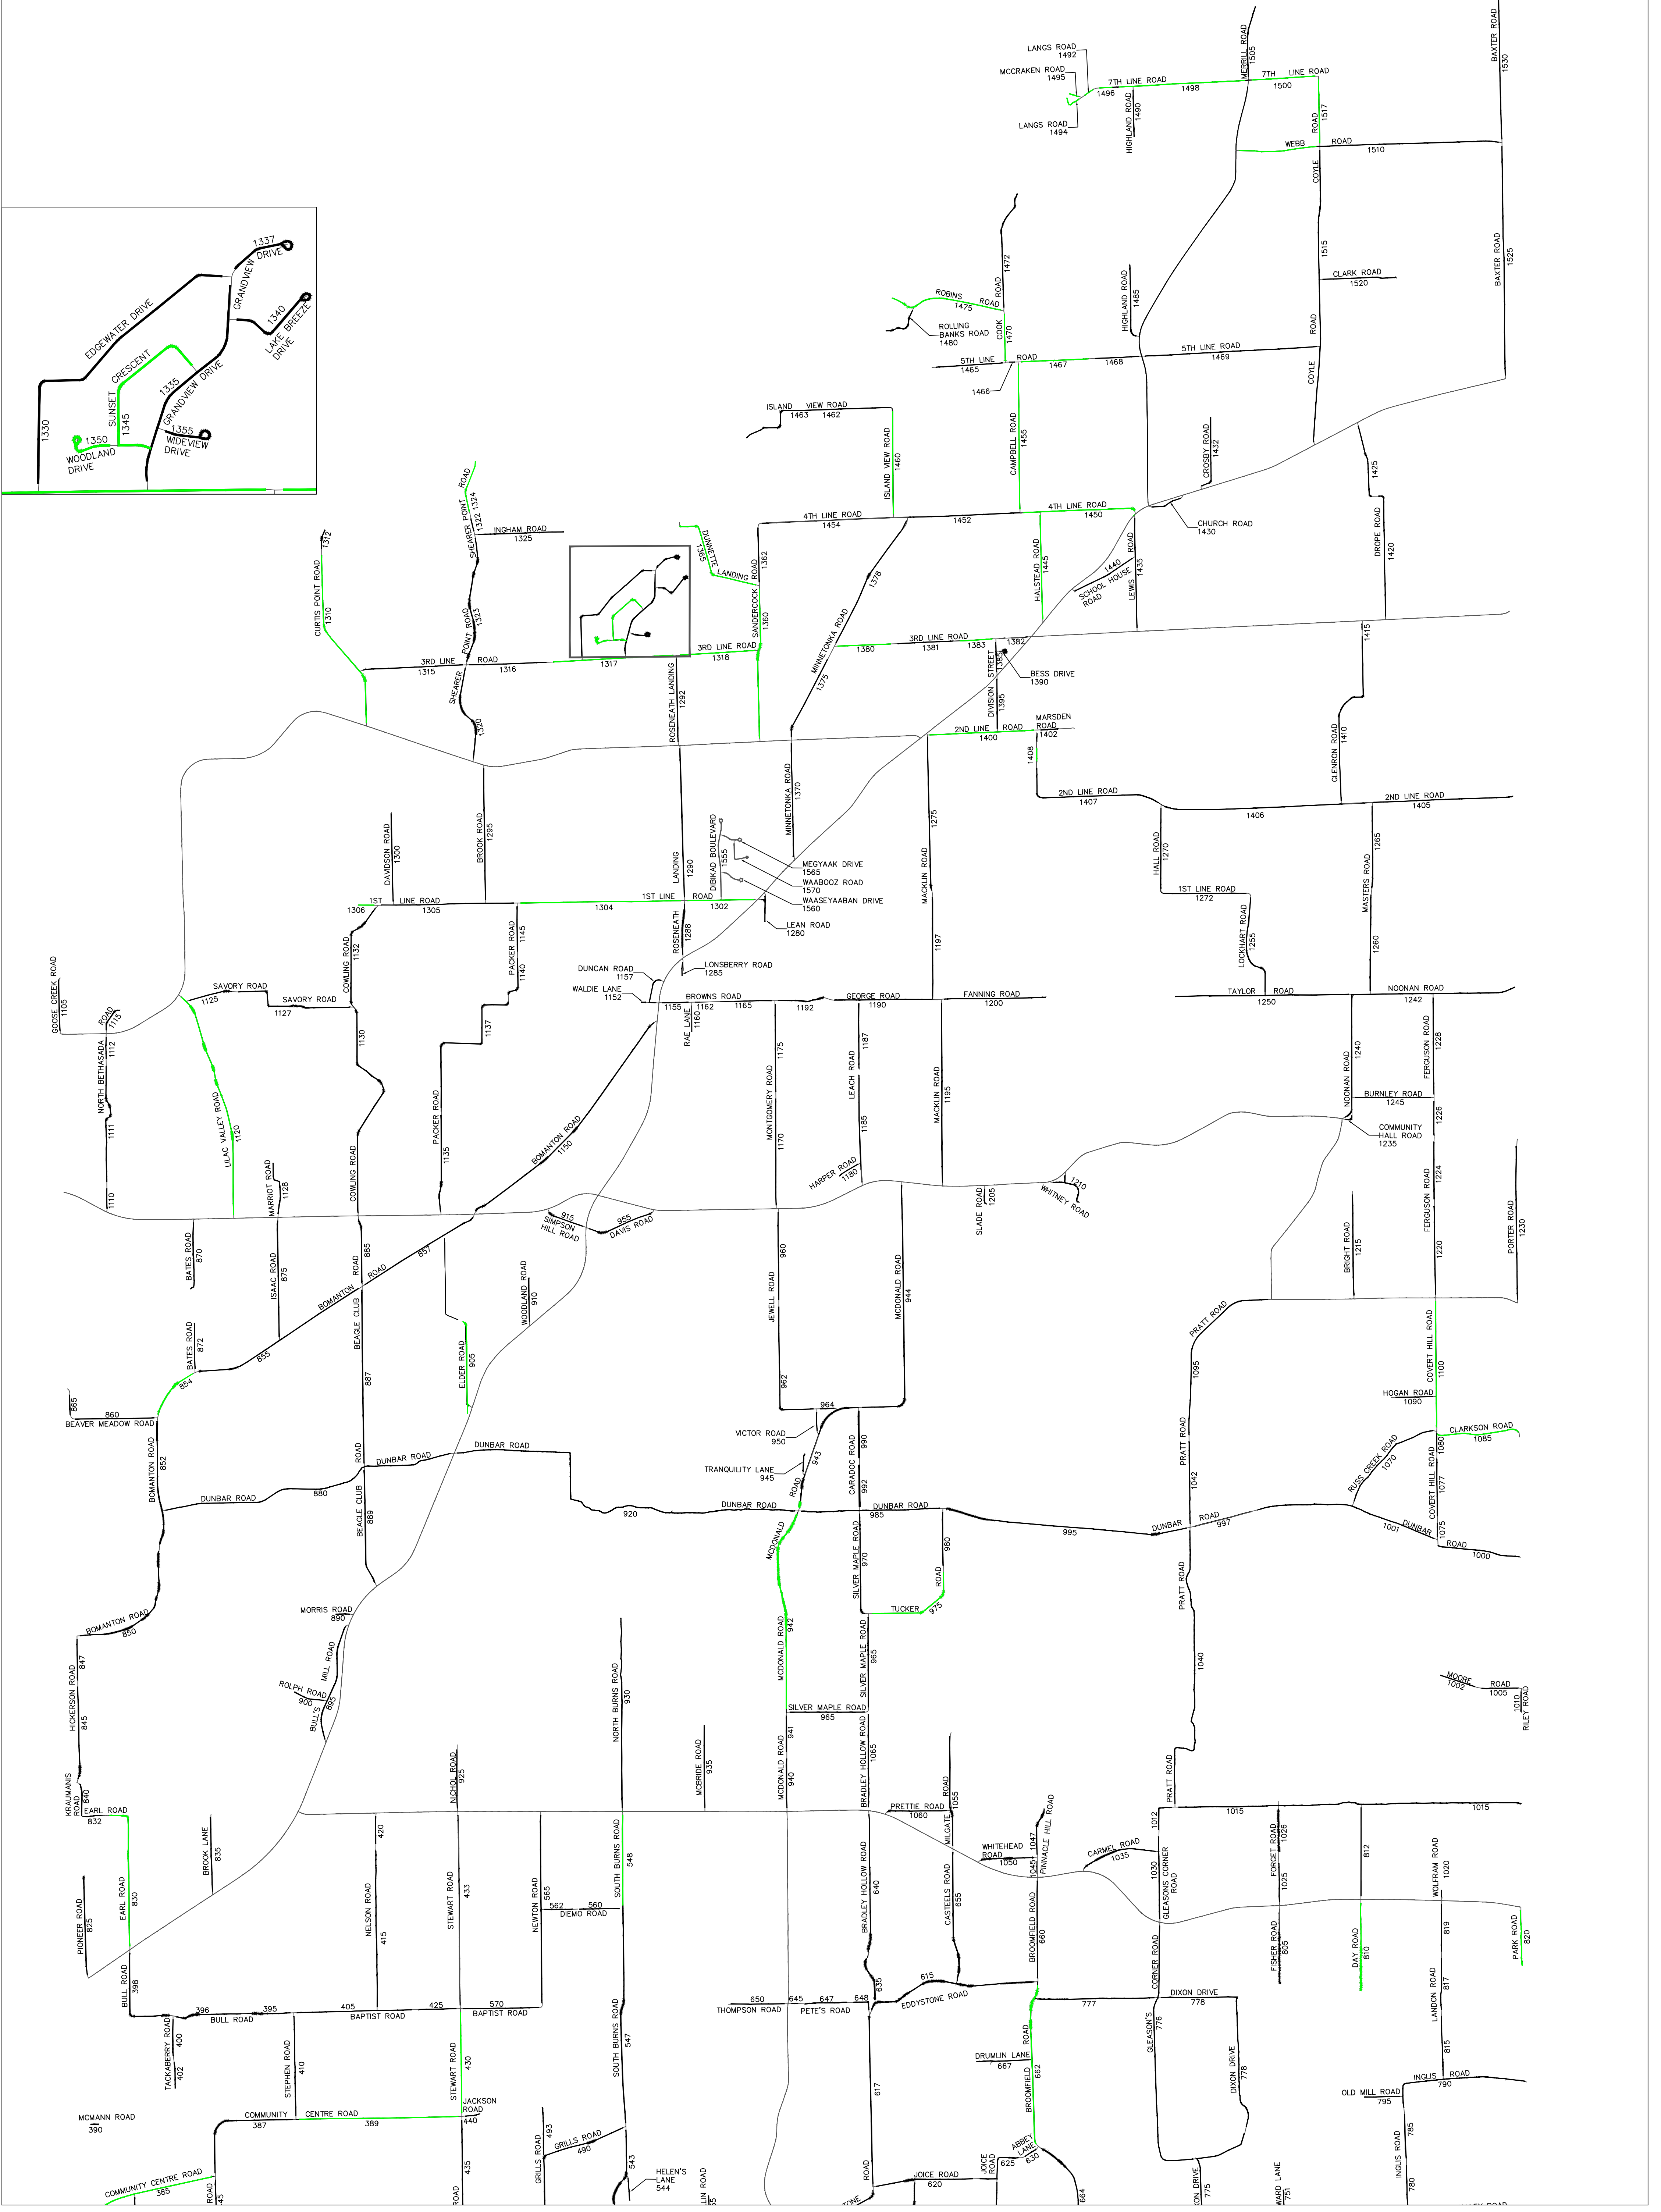 LANGS ROAD
1492
MCCRAKEN ROAD
1495
LANGS ROAD
1494
7TH LINE ROAD
1496
1498
HIGHLAND ROAD
1490
MERRILL ROAD
1505
7TH LINE ROAD
1500
ROAD
1517
WEBB ROAD
1510
COYLE
1515
ROAD
COYLE
CLARK ROAD
1520
BAXTER ROAD
1530
BAXTER ROAD
1525
1337
GRANDVIEW DRIVE
1340
LAKE BREEZE
DRIVE
EDGEWATER DRIVE
1330
SUNSET CRESCENT
1345
1335
GRANDVIEW DRIVE
1350
WOODLAND
DRIVE
1355
WIDEVIEW
DRIVE
ROBINS ROAD
1475
ROLLING
BANKS ROAD
1480
COOK ROAD
1472
1470
HIGHLAND ROAD
1485
5TH LINE ROAD
1465
1466
1467
1468
5TH LINE ROAD
1469
ISLAND VIEW ROAD
1463
1462
ISLAND VIEW ROAD
1460
CAMPBELL ROAD
1455
CROSBY ROAD
1432
1425
DROPE ROAD
1420
SHEARER POINT ROAD
1322
1324
INGHAM ROAD
1325
1312
CURTIS POINT ROAD
1310
SHEARER POINT ROAD
1323
1320
3RD LINE ROAD
1315
1316
1317
3RD LINE ROAD
1318
DUNNETTE LANDING
1365
SANDERCOCK ROAD
1362
1360
4TH LINE ROAD
1454
1452
4TH LINE ROAD
1450
CHURCH ROAD
1430
HALSTEAD ROAD
1445
1440
SCHOOL HOUSE
ROAD
LEWIS ROAD
1435
MINNETONKA ROAD
1378
1375
3RD LINE ROAD
1380
1381
1383
1382
1385
DIVISION STREET
1395
BESS DRIVE
1390
2ND LINE ROAD
1400
MARSDEN
ROAD
1402
1408
2ND LINE ROAD
1407
1406
2ND LINE ROAD
1405
1415
GLENRON ROAD
1410
ROSENEATH LANDING
1292
ROSENEATH LANDING
1290
1288
MINNETONKA ROAD
1370
DIBIKAD BOULEVARD
1555
MEGYAAK DRIVE
1565
WAABOOZ ROAD
1570
WAASEYAABAN DRIVE
1560
LEAN ROAD
1280
MACKLIN ROAD
1275
1197
HALL ROAD
1270
1ST LINE ROAD
1272
LOCKHART ROAD
1255
MASTERS ROAD
1265
1260
DAVIDSON ROAD
1300
BROOK ROAD
1295
1306
1ST LINE ROAD
1305
1304
1ST LINE ROAD
1302
COWLING ROAD
1132
PACKER ROAD
1145
1140
1137
GOOSE CREEK ROAD
1105
ROAD
1115
NORTH BETHASADA
1112
1111
1110
SAVORY ROAD
1125
SAVORY ROAD
1127
1130
COWLING ROAD
LILAC VALLEY ROAD
1120
MARRIOT ROAD
1128
PACKER ROAD
1135
BOMANTON ROAD
1150
DUNCAN ROAD
1157
WALDIE LANE
1152
LONSBERRY ROAD
1285
BROWNS ROAD
1155
1162
1165
1192
RAE LANE
1160
GEORGE ROAD
1190
FANNING ROAD
1200
MONTGOMERY ROAD
1175
1170
LEACH ROAD
1187
1185
HARPER ROAD
1180
MACKLIN ROAD
1195
TAYLOR ROAD
1250
NOONAN ROAD
1242
NOONAN ROAD
1240
FERGUSON ROAD
1228
BURNLEY ROAD
1245
1226
COMMUNITY
HALL ROAD
1235
1224
FERGUSON ROAD
1220
PORTER ROAD
1230
BRIGHT ROAD
1215
SLADE ROAD
1205
1210
WHITNEY ROAD
915
SIMPSON
HILL ROAD
955
DAVIS ROAD
BATES ROAD
870
ISAAC ROAD
875
885
BEAGLE CLUB ROAD
887
BOMANTON ROAD
857
855
BATES ROAD
872
854
865
860
BEAVER MEADOW ROAD
BOMANTON ROAD
852
WOODLAND ROAD
910
ELDER ROAD
905
JEWELL ROAD
960
962
MCDONALD ROAD
944
964
VICTOR ROAD
950
TRANQUILITY LANE
945
MCDONALD ROAD
943
CARADOC ROAD
990
992
PRATT ROAD
1095
PRATT ROAD
1042
COVERT HILL ROAD
1100
HOGAN ROAD
1090
CLARKSON ROAD
1085
RUSS CREEK ROAD
1070
COVERT HILL ROAD
1080
1077
1075
DUNBAR ROAD
880
DUNBAR ROAD
DUNBAR ROAD
920
DUNBAR ROAD
DUNBAR ROAD
985
995
DUNBAR ROAD
997
1001
DUNBAR ROAD
1000
BEAGLE CLUB ROAD
889
SILVER MAPLE ROAD
970
980
TUCKER ROAD
975
PRATT ROAD
1040
BOMANTON ROAD
850
847
HICKERSON ROAD
845
MORRIS ROAD
890
BULL'S MILL ROAD
895
ROLPH ROAD
900
NORTH BURNS ROAD
930
MCDONALD ROAD
942
SILVER MAPLE ROAD
965
SILVER MAPLE ROAD
965
MOORE ROAD
1002
1005
1010
RILEY ROAD
KRAUMANIS
ROAD
840
EARL ROAD
832
NICHOL ROAD
925
MCBRIDE ROAD
935
MCDONALD ROAD
941
940
BRADLEY HOLLOW ROAD
1065
PRETTIE ROAD
1060
MILGATE ROAD
1055
PRATT ROAD
1012
1015
1015
EARL ROAD
830
BROOK LANE
835
PIONEER ROAD
825
NELSON ROAD
420
415
STEWART ROAD
433
NEWTON ROAD
565
562
560
DIEMO ROAD
SOUTH BURNS ROAD
548
BRADLEY HOLLOW ROAD
640
635
CASTEELS ROAD
655
WHITEHEAD
ROAD
1050
1047
1045
PINNACLE HILL ROAD
CARMEL ROAD
1035
1030
GLEASONS CORNER
ROAD
BROOMFIELD ROAD
660
FORGET ROAD
1026
1025
812
WOLFRAM ROAD
1020
819
FISHER ROAD
805
DAY ROAD
810
PARK ROAD
820
LANDON ROAD
817
815
BULL ROAD
398
396
395
BULL ROAD
405
BAPTIST ROAD
425
570
BAPTIST ROAD
TACKABERRY ROAD
400
402
STEPHEN ROAD
410
STEWART ROAD
430
SOUTH BURNS ROAD
547
650
THOMPSON ROAD
645
647
PETE'S ROAD
648
615
EDDYSTONE ROAD
617
777
DIXON DRIVE
778
GLEASON'S CORNER ROAD
776
DIXON DRIVE
778
DRUMLIN LANE
667
BROOMFIELD ROAD
662
INGLIS ROAD
790
OLD MILL ROAD
795
785
INGLIS ROAD
780
MCMANN ROAD
390
COMMUNITY CENTRE ROAD
387
389
JACKSON
ROAD
440
COMMUNITY CENTRE ROAD
385
ROAD
435
ROAD
493
GRILLS ROAD
GRILLS ROAD
490
543
HELEN'S
LANE
544
ROAD
JOICE ROAD
620
JOICE
ROAD
625
ABBEY
LANE
630
664
775
751